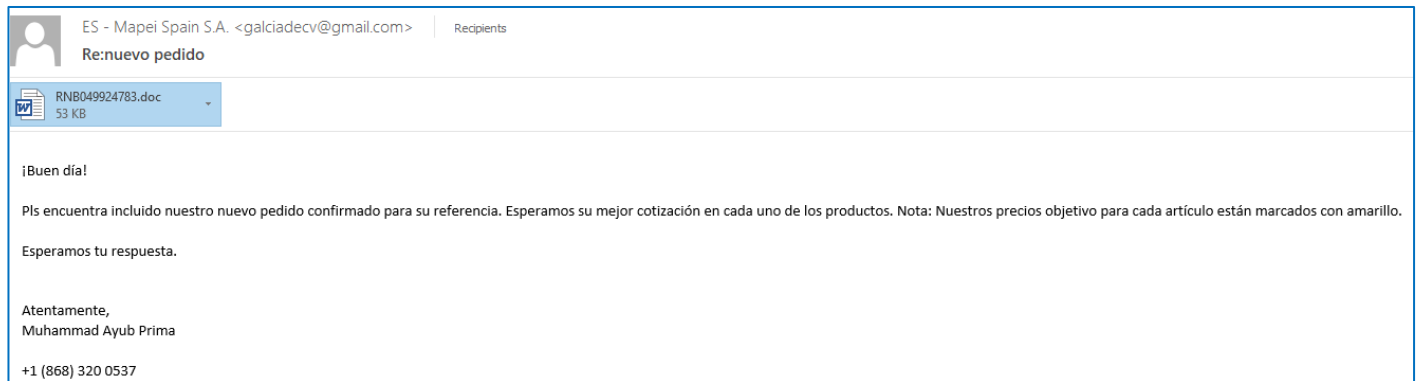 ES - Mapei Spain S.A. <galciadecv@gmail.com> Recipients
Re:nuevo pedido
RNB049924783.doc
53 KB
¡Buen día!
Pls encuentra incluido nuestro nuevo pedido confirmado para su referencia. Esperamos su mejor cotización en cada uno de los productos. Nota: Nuestros precios objetivo para cada artículo están marcados con amarillo.
Esperamos tu respuesta.
Atentamente,
Muhammad Ayub Prima
+1 (868) 320 0537